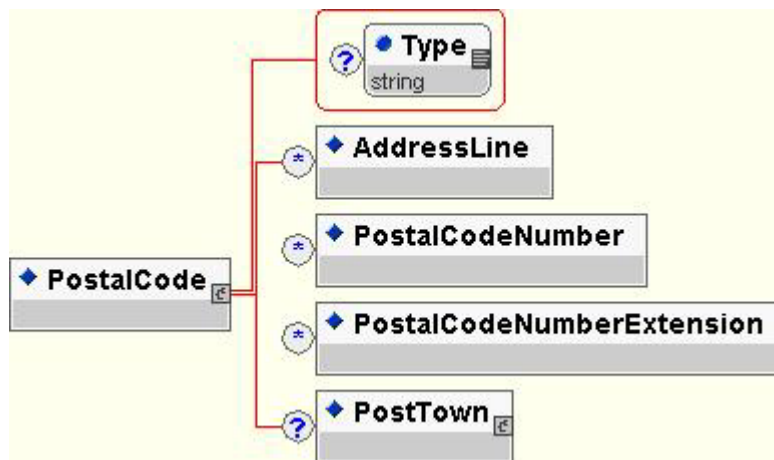 ?
Type
string
*
AddressLine
*
PostalCodeNumber
PostalCode
*
PostalCodeNumberExtension
?
PostTown